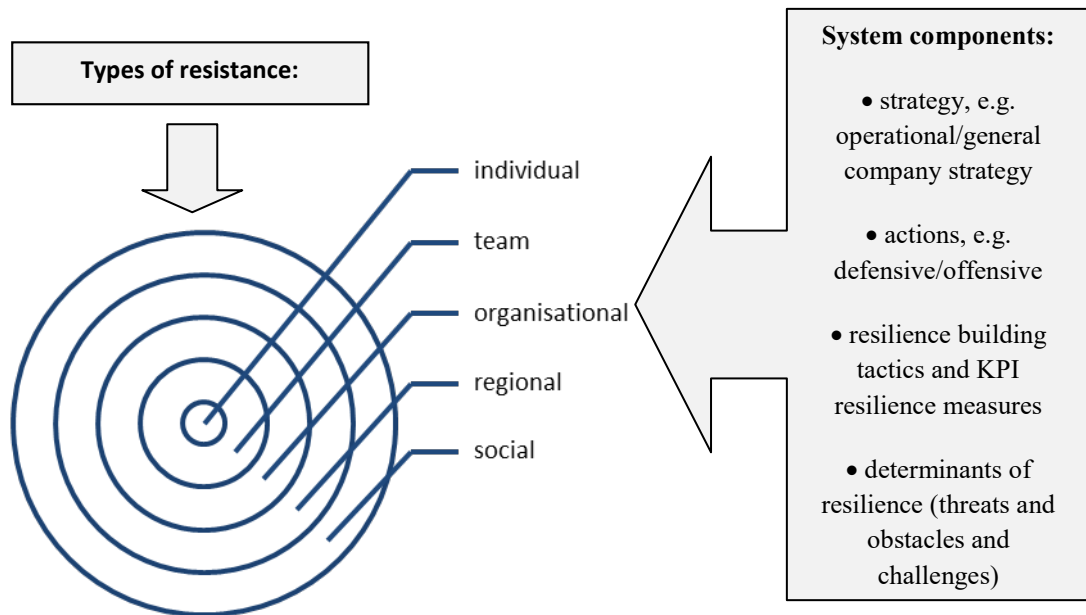 Types of resistance:
individual
team
organisational
regional
social
System components:
• strategy, e.g.
operational/general
company strategy
• actions, e.g.
defensive/offensive
• resilience building
tactics and KPI
resilience measures
• determinants of
resilience (threats and
obstacles and
challenges)